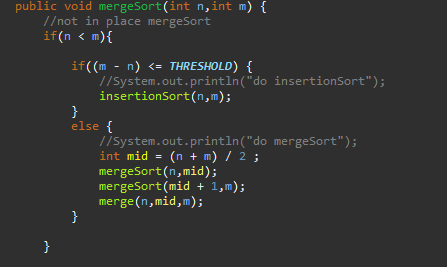 public void mergeSort(int n,int m) {
//not in place mergeSort
if(n < m){
if((m - n) <= THRESHOLD) {
//System.out.println("do insertionSort");
insertionSort(n,m);
}
else {
//System.out.println("do mergeSort");
int mid = (n + m) / 2 ;
mergeSort(n,mid);
mergeSort(mid + 1,m);
merge(n,mid,m);
}
}